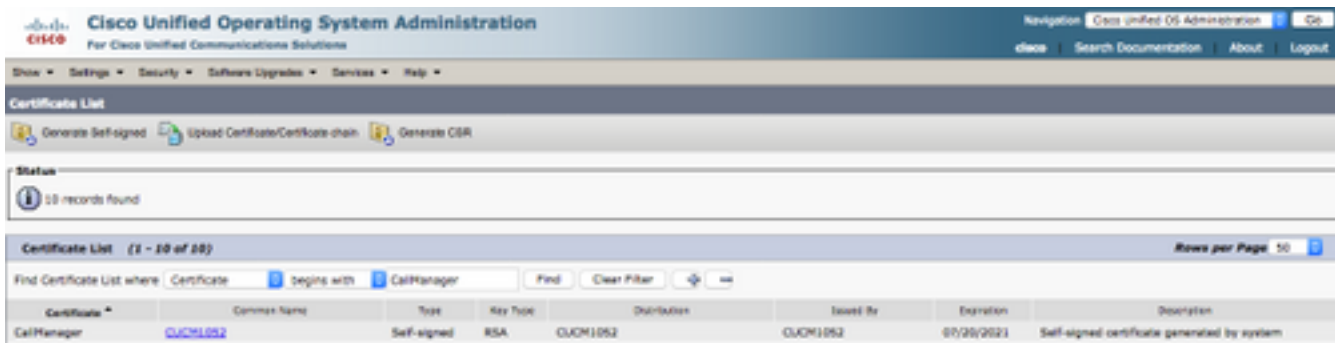 Cisco Unified Operating System Administration
Navigation Cisco Unified OS Administration Go
CISCO For Cisco Unified Communications Solutions
cisco Search Documentation About Logout
Show Settings Security Software Upgrades Services Help
Certificate List
Generate Self-signed Upload Certificate/Certificate chain Generate CSR
Status
10 records found
Certificate List (1 - 10 of 10) Rows per Page 50
Find Certificate List where Certificate begins with CallManager Find Clear Filter
Certificate Common Name Type Key Type Distribution Issued By Expiration Description
CallManager CUCM1052 Self-signed RSA CUCM1052 CUCM1052 07/20/2021 Self-signed certificate generated by system